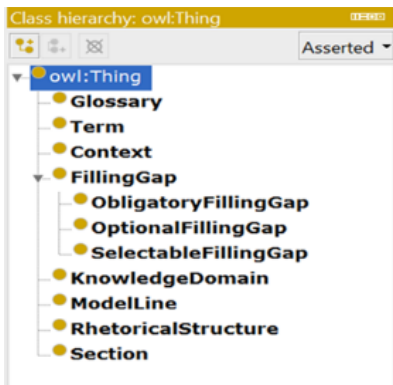 Class hierarchy: owl:Thing
Asserted
owl:Thing
Glossary
Term
Context
FillingGap
ObligatoryFillingGap
OptionalFillingGap
SelectableFillingGap
KnowledgeDomain
ModelLine
RhetoricalStructure
Section